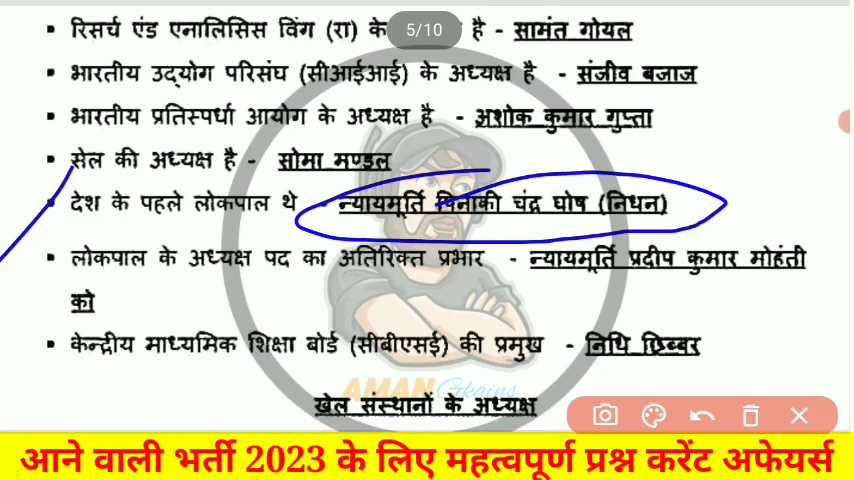 रिसर्च एंड एनालिसिस विंग (रा) के है - सामंत गोयल
5/10
भारतीय उद्योग परिसंघ (सीआईआई) के अध्यक्ष है - संजीव बजाज
भारतीय प्रतिस्पर्धा आयोग के अध्यक्ष है - अशोक कुमार गुप्ता
सेल की अध्यक्ष है - सोमा मण्डल
देश के पहले लोकपाल थे - न्यायमूर्ति पिनाकी चंद्र घोष (निधन)
लोकपाल के अध्यक्ष पद का अतिरिक्त प्रभार - न्यायमूर्ति प्रदीप कुमार मोहंती
को
केन्द्रीय माध्यमिक शिक्षा बोर्ड (सीबीएसई) की प्रमुख - निधि छिब्बर
AMAN Gkains
खेल संस्थानों के अध्यक्ष
आने वाली भर्ती 2023 के लिए महत्वपूर्ण प्रश्न करेंट अफेयर्स